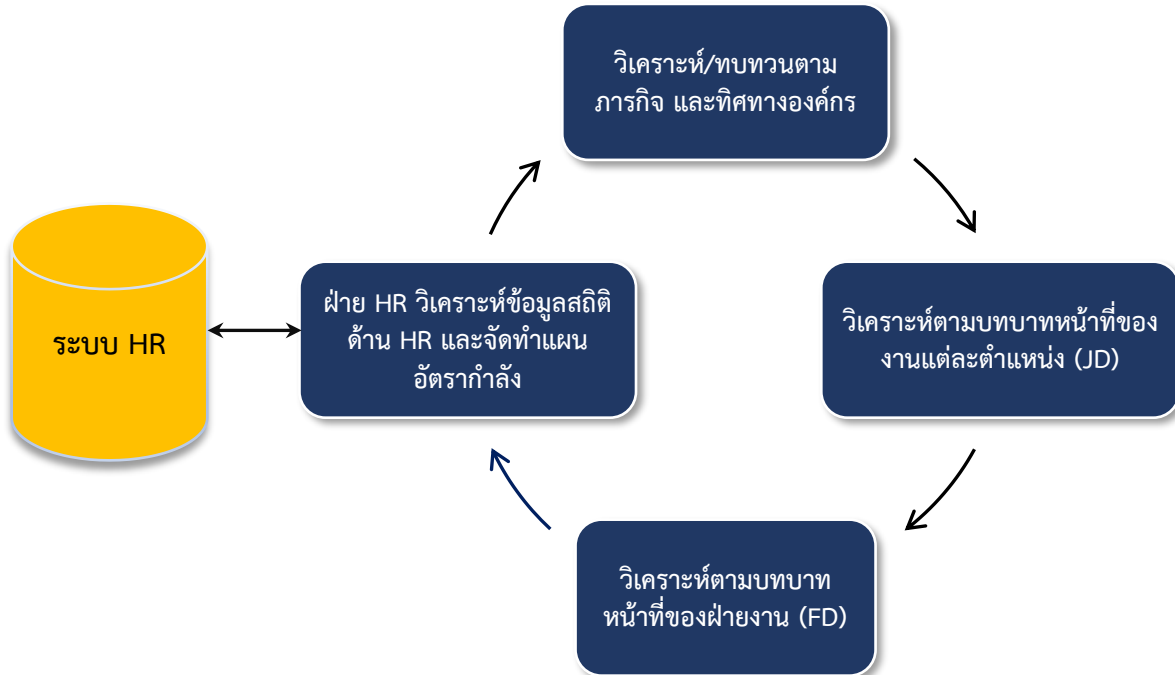 วิเคราะห์/ทบทวนตาม
ภารกิจ และทิศทางองค์กร
ระบบ HR
ฝ่าย HR วิเคราะห์ข้อมูลสถิติ
ด้าน HR และจัดทำแผน
อัตรากำลัง
วิเคราะห์ตามบทบาทหน้าที่ของ
งานแต่ละตำแหน่ง (JD)
วิเคราะห์ตามบทบาท
หน้าที่ของฝ่ายงาน (FD)